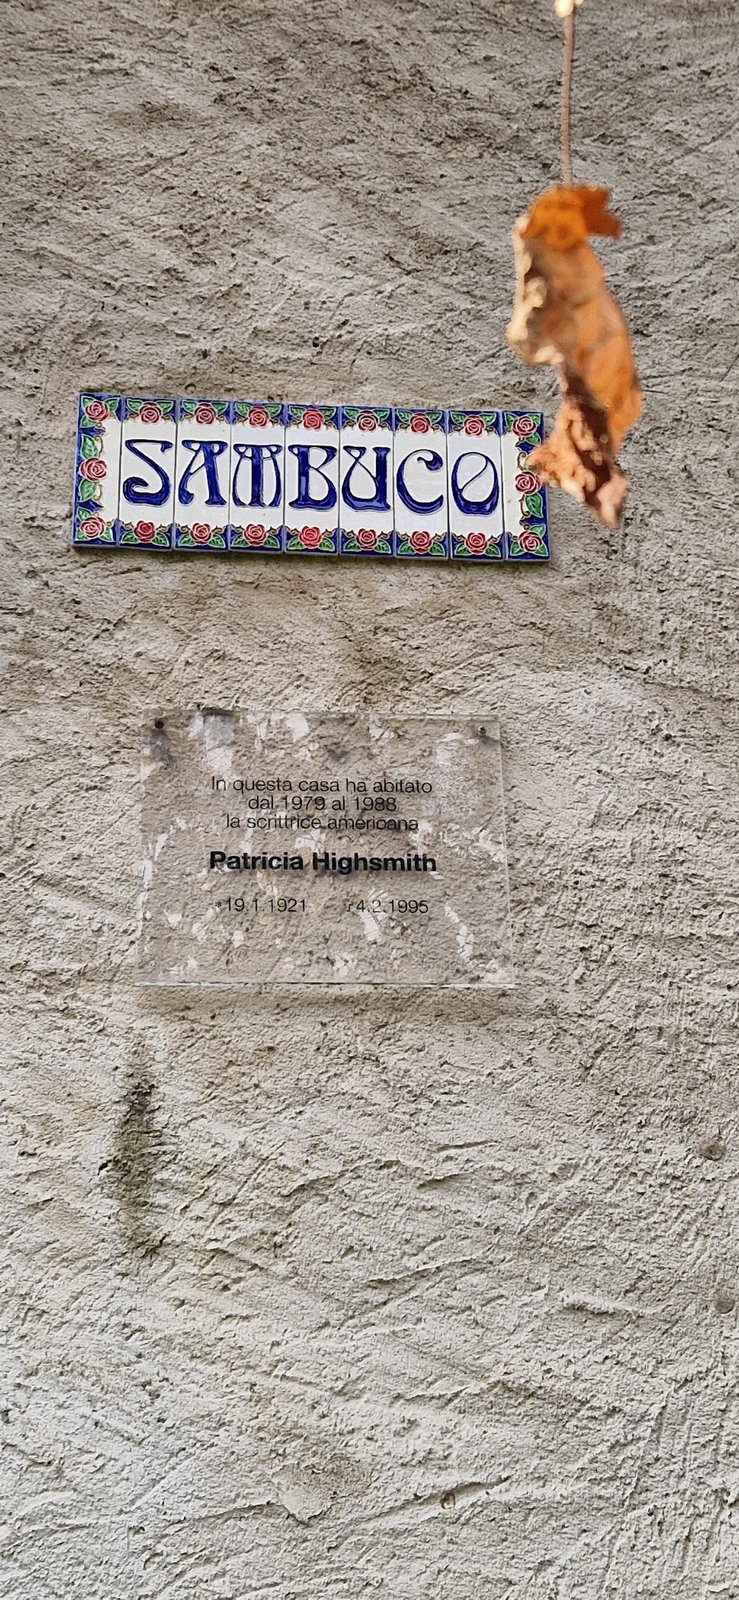 SAMBUCO
In questa casa ha abitato
dal 1979 al 1988
la scrittrice americana
Patricia Highsmith
*19.1.1921 †4.2.1995